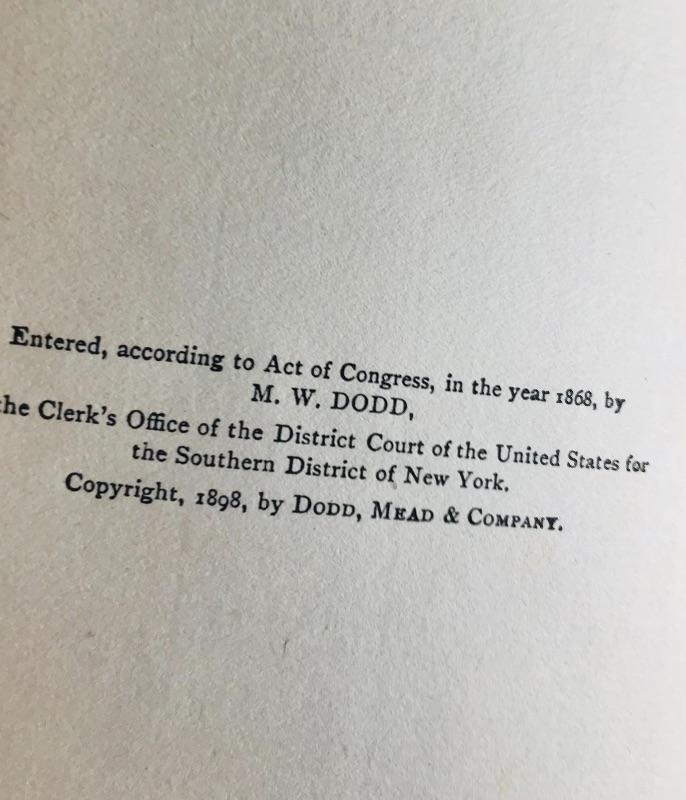 Entered, according to Act of Congress, in the year 1868, by
M. W. DODD,
the Clerk's Office of the District Court of the United States for
the Southern District of New York.
Copyright, 1898, by DODD, MEAD & COMPANY.